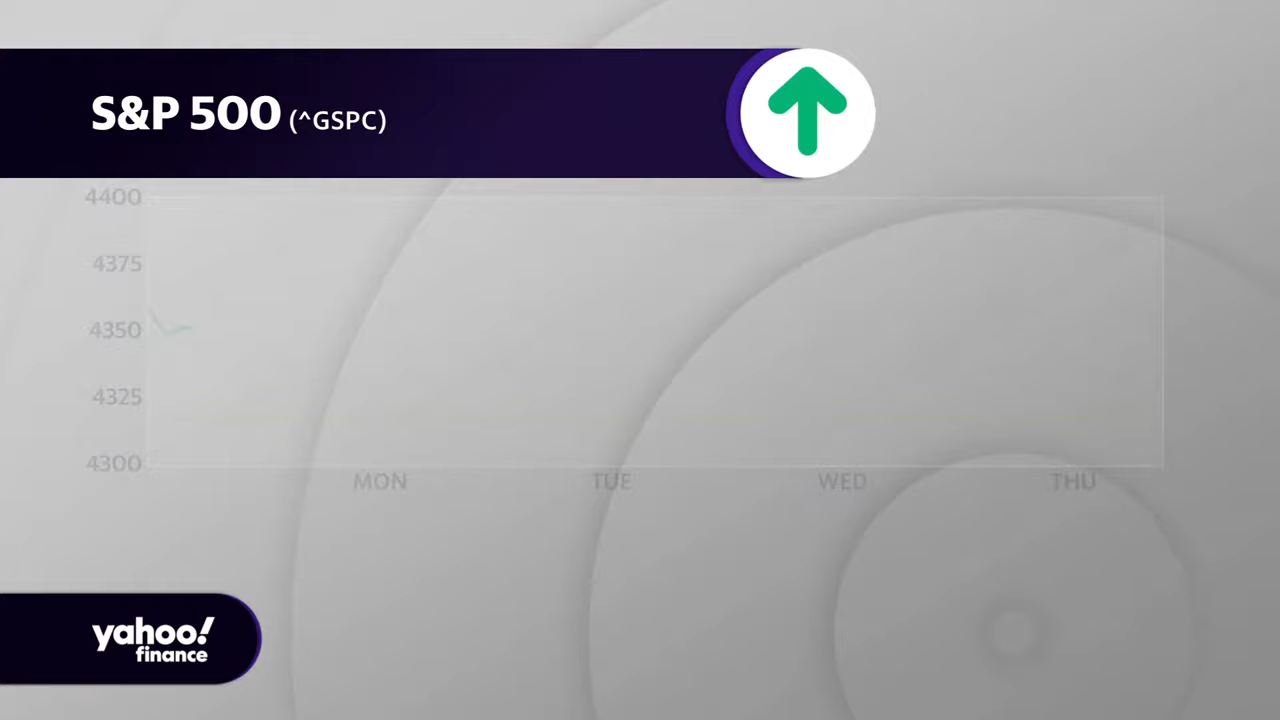 S&P 500 (^GSPC)
4400
4375
4350
4325
4300
MON TUE WED THU
yahoo!
finance